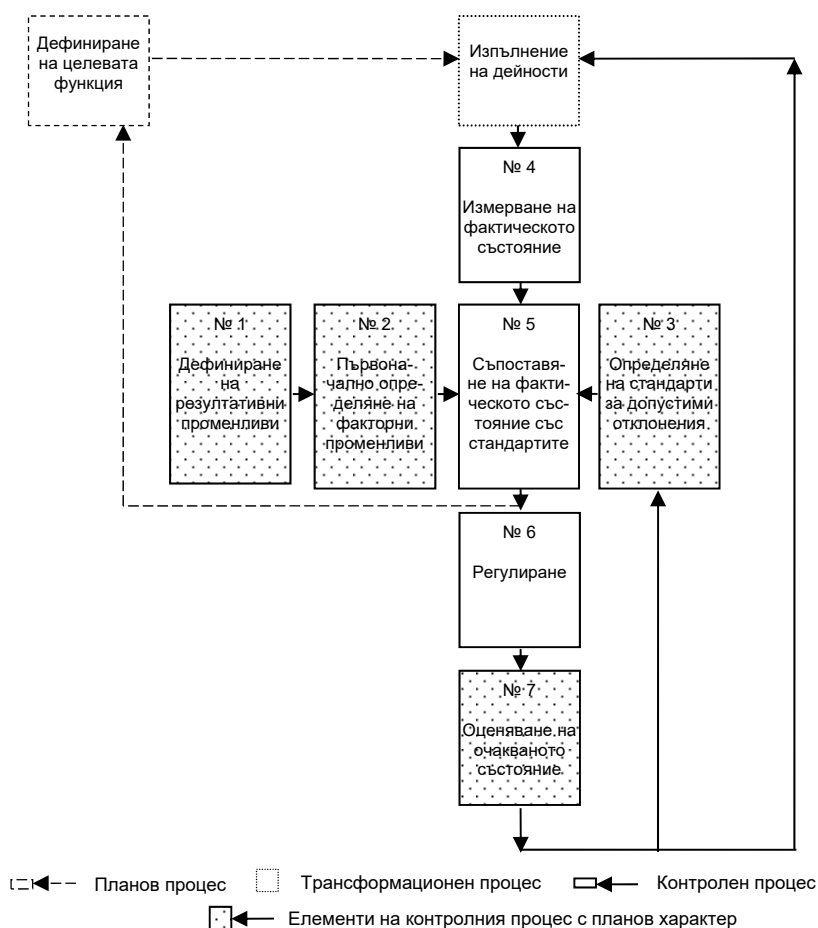 Дефиниране
на целевата
функция
Изпълнение
на дейности
№ 4
Измерване на
фактическото
състояние
№ 1
Дефиниране
на
резултативни
променливи
№ 2
Първона-
чално опре-
деляне на
факторни
променливи
№ 5
Съпоставя-
не на факти-
ческото със-
тояние със
стандартите
№ 3
Определяне
на стандарти
за допустими
отклонения
№ 6
Регулиране
№ 7
Оценяване на
очакваното
състояние
Планов процес
Трансформационен процес
Контролен процес
Елементи на контролния процес с планов характер